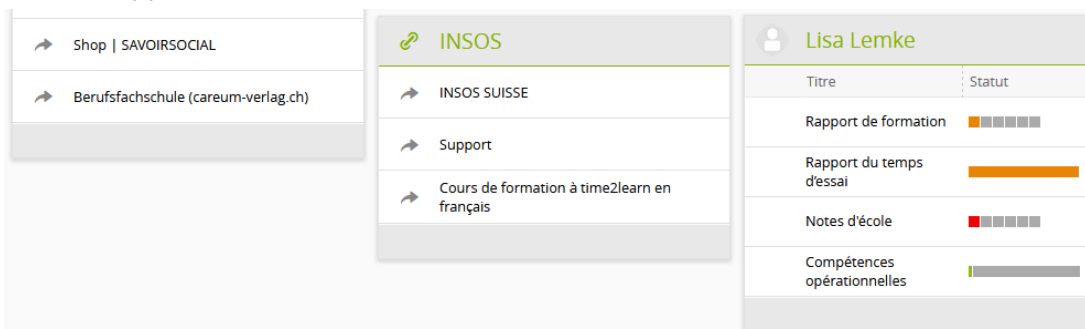 Shop | SAVOIRSOCIAL
Berufsfachschule (careum-verlag.ch)
INSOS
INSOS SUISSE
Support
Cours de formation à time2learn en
français
Lisa Lemke
Titre Statut
Rapport de formation
Rapport du temps
d'essai
Notes d'école
Compétences
opérationnelles